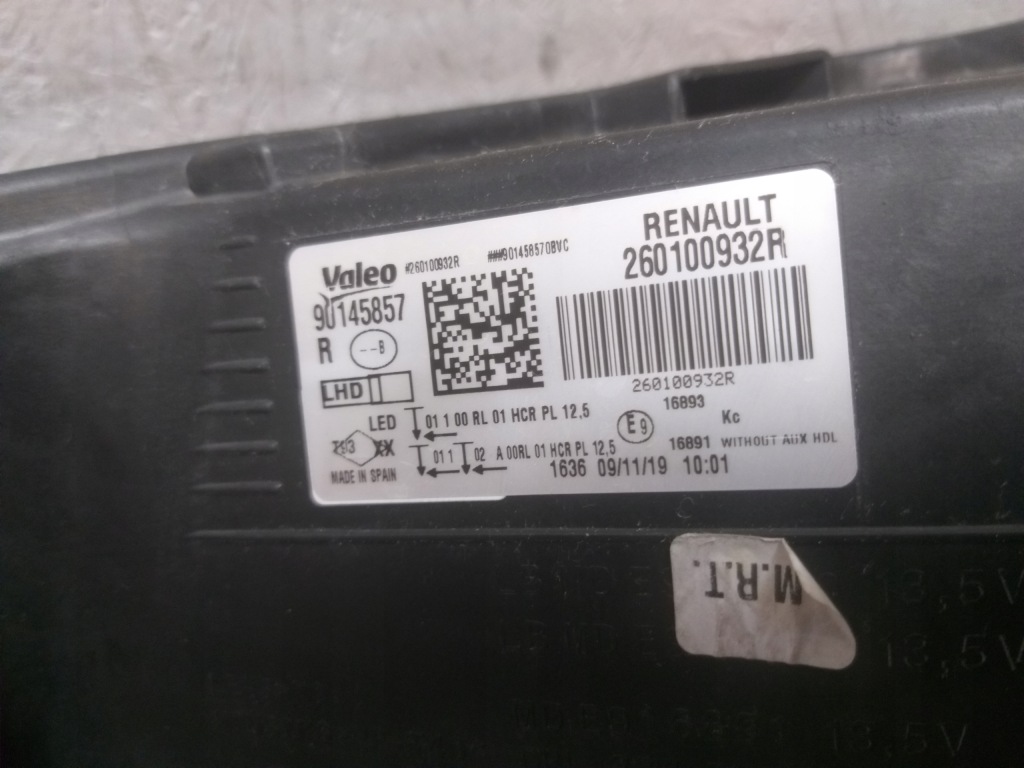 RENAULT
260100932R
Valeo #260100932R ###9014585708VC
90145857
R --B
260100932R
LHD
16893
LED 01 1 00 RL 01 HCR PL 12,5 E9 Kc
XX 01 1 02 A 00RL 01 HCR PL 12,5 16891 WITHOUT AUX HDL
MADE IN SPAIN 1636 09/11/19 10:01
M.R.T.
13,5V
13,5V
13,5V